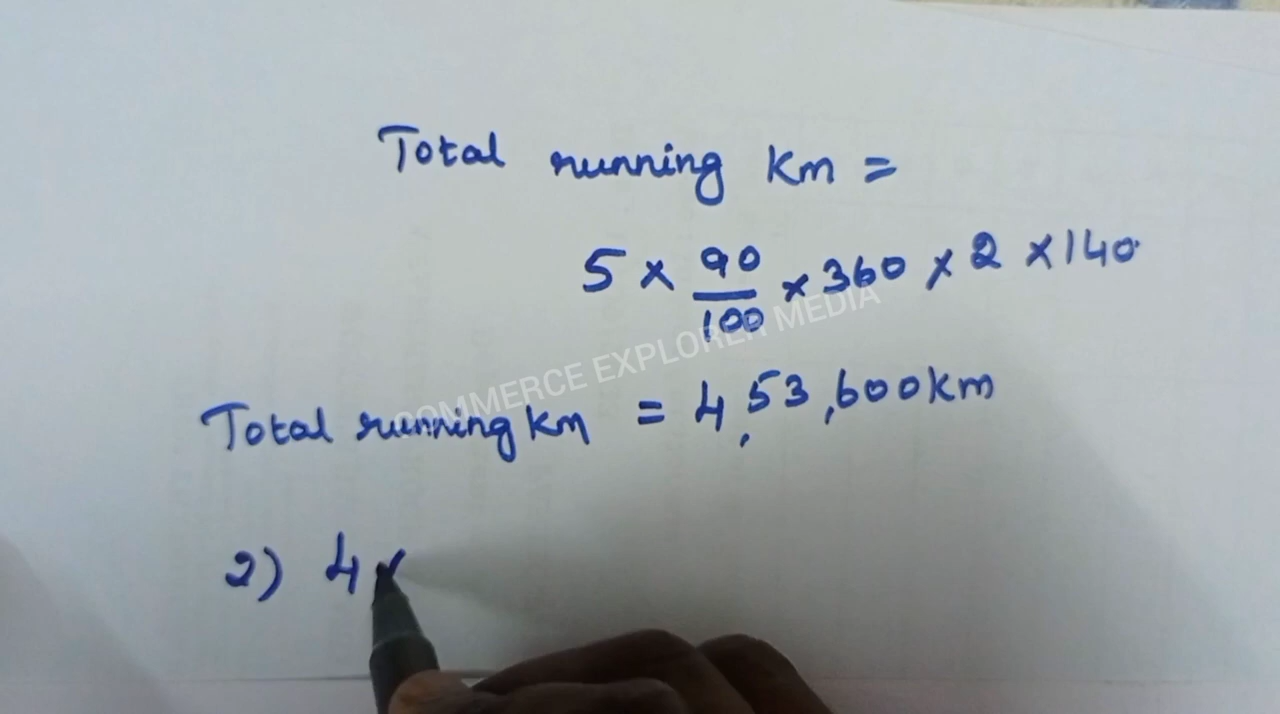 Total running Km =
5 × 90/100 × 360 × 2 × 140
COMMERCE EXPLORER MEDIA
Total running Km = 4,53,600km
2) 4×